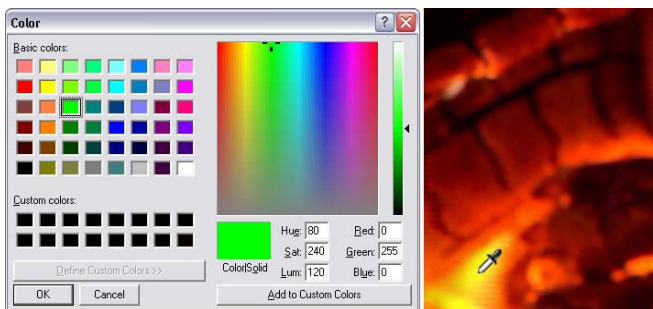 Color
Basic colors:
Custom colors:
Define Custom Colors >>
OK Cancel
Color|Solid
Hue: 80 Red: 0
Sat: 240 Green: 255
Lum: 120 Blue: 0
Add to Custom Colors